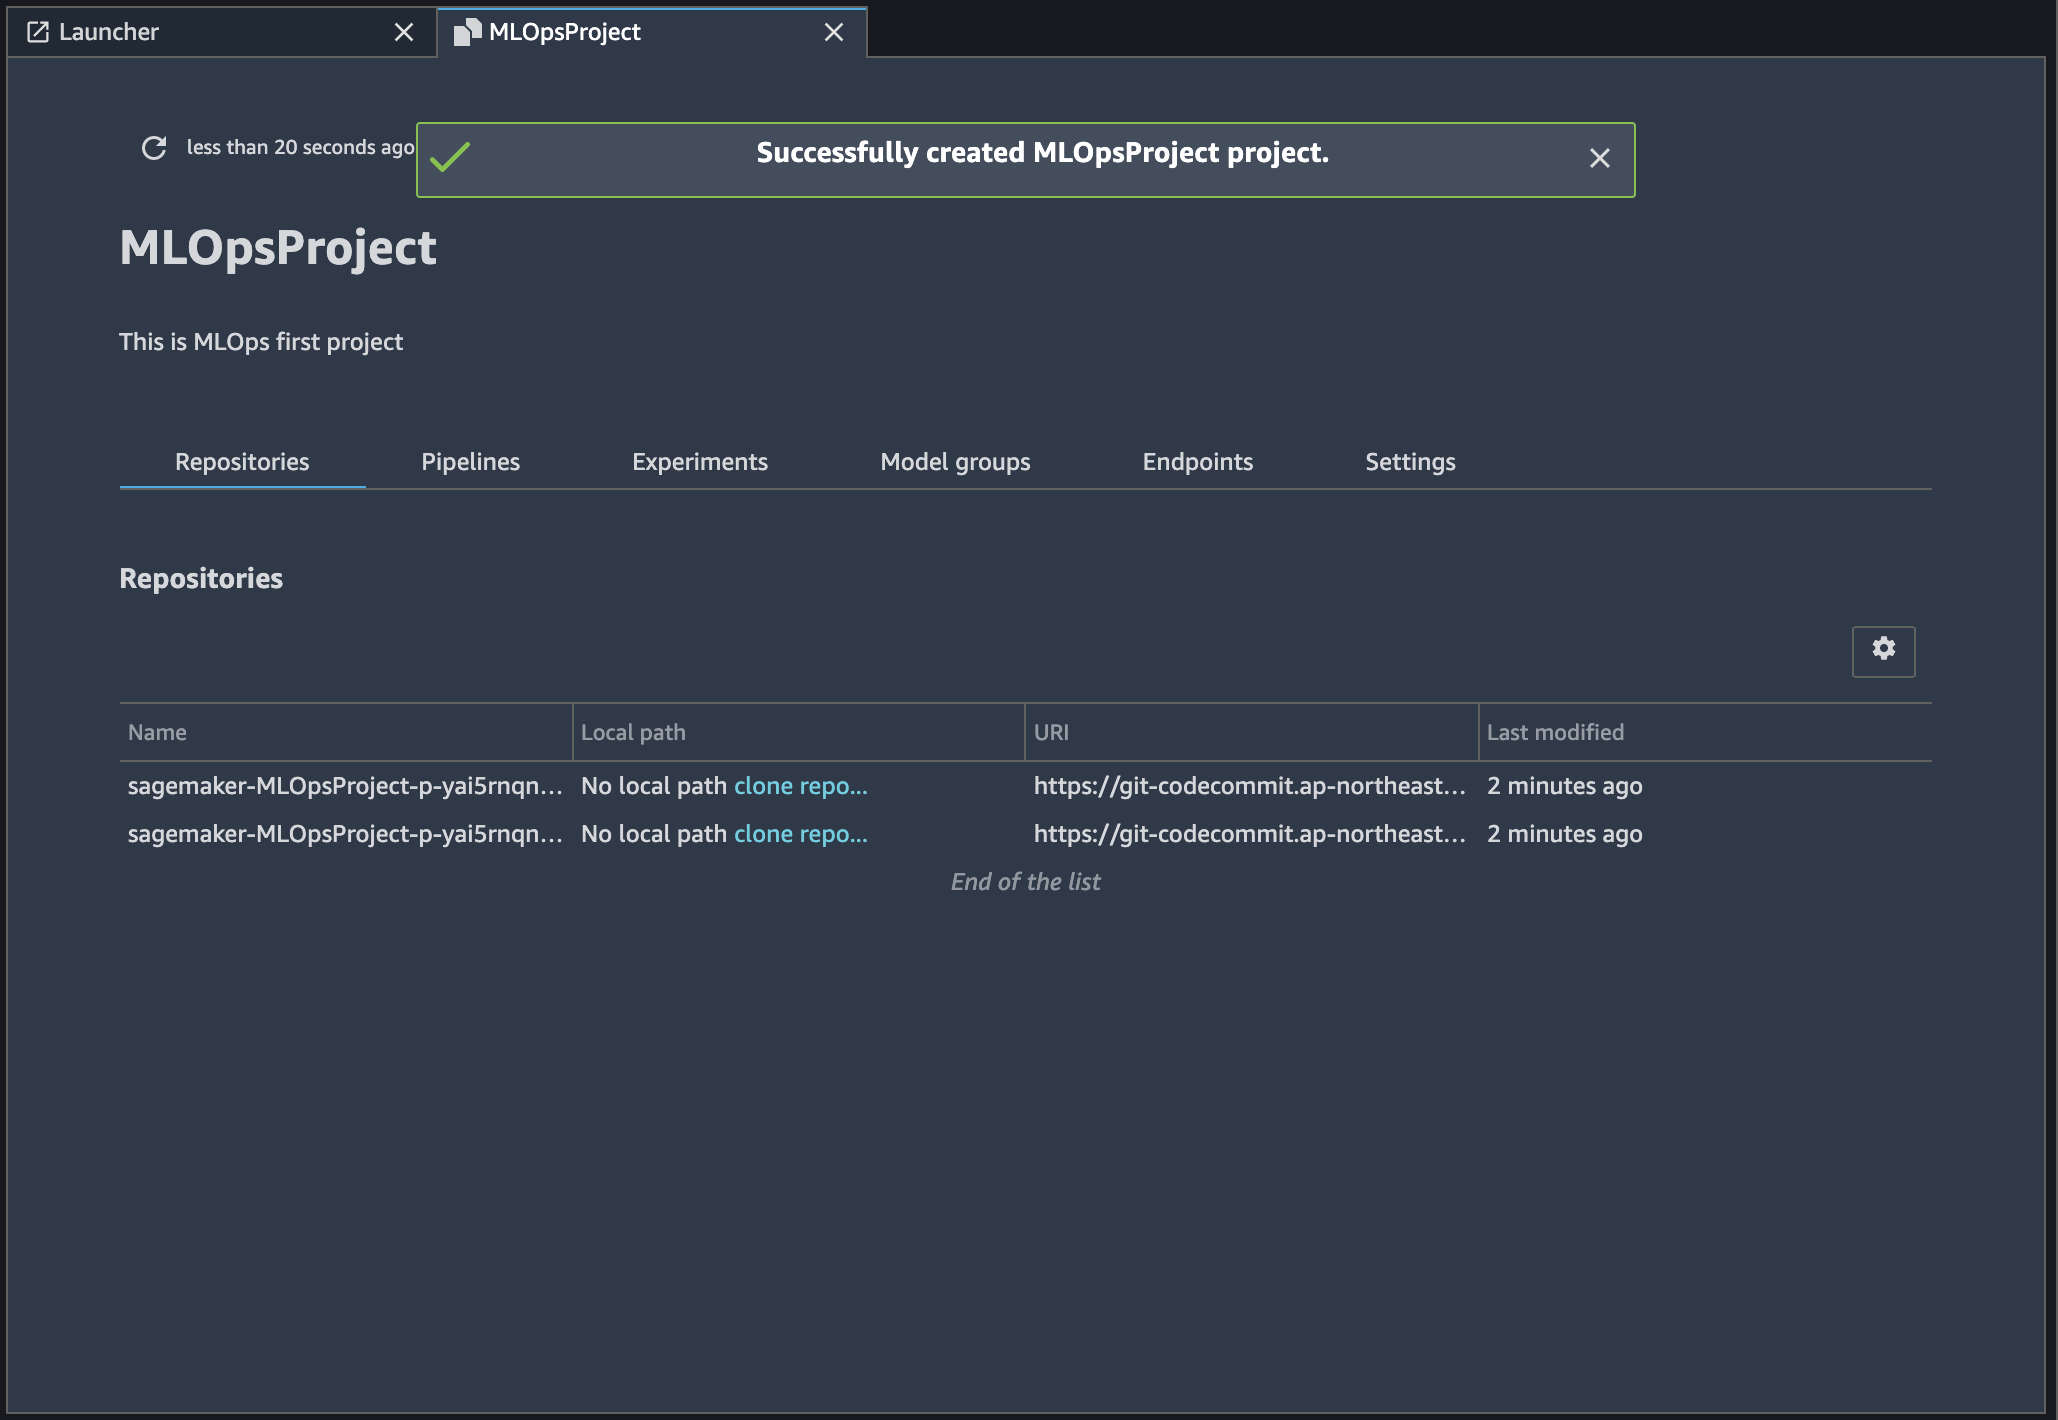 Launcher
MLOpsProject
less than 20 seconds ago
Successfully created MLOpsProject project.
MLOpsProject
This is MLOps first project
Repositories Pipelines Experiments Model groups Endpoints Settings
Repositories
Name Local path URI Last modified
sagemaker-MLOpsProject-p-yai5rnqn... No local path clone repo... https://git-codecommit.ap-northeast... 2 minutes ago
sagemaker-MLOpsProject-p-yai5rnqn... No local path clone repo... https://git-codecommit.ap-northeast... 2 minutes ago
End of the list